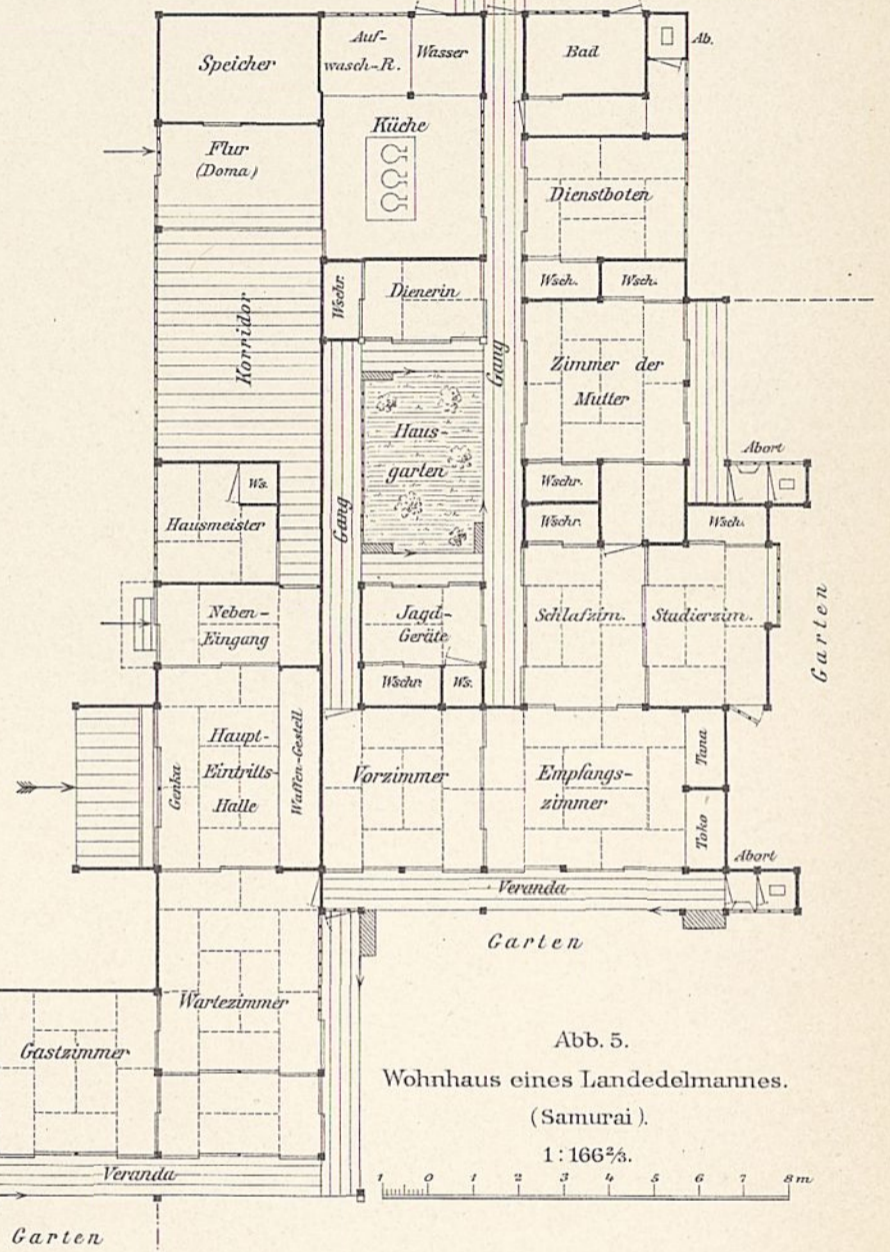 Auf-
wasch-R.
Wasser
Speicher
Bad
Ab.
Küche
Flur
(Doma)
Dienstboten
Wschr.
Dienerin
Wsch.
Wsch.
Korridor
Gang
Zimmer der
Mutter
Haus-
garten
Abort
Ws.
Wschr.
Wschr.
Wsch.
Hausmeister
Gang
Neben-
Eingang
Jagd-
Geräte
Schlafzim.
Studierzim.
Garten
Wschr.
Ws.
Haupt-
Eintritts-
Halle
Genka
Waffen-Gestell
Vorzimmer
Empfangs-
zimmer
Tana
Toko
Abort
Veranda
Garten
Wartezimmer
Gastzimmer
Abb. 5.
Wohnhaus eines Landedelmannes.
(Samurai).
1:166⅔.
1 0 1 2 3 4 5 6 7 8 m
Veranda
Garten